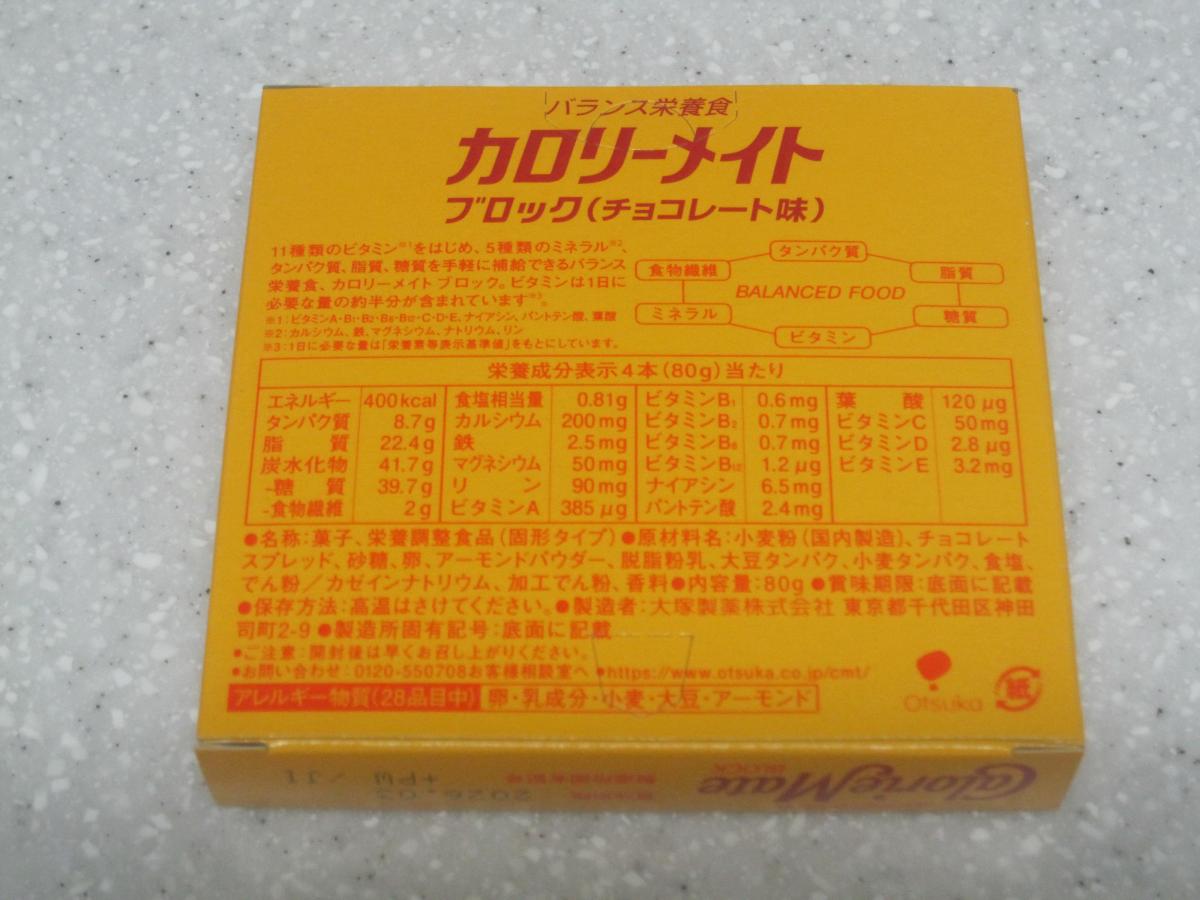 バランス栄養食
カロリーメイト
ブロック(チョコレート味)
11種類のビタミン※1をはじめ、5種類のミネラル※2、
タンパク質、脂質、糖質を手軽に補給できるバランス
栄養食、カロリーメイト ブロック。ビタミンは1日に
必要な量の約半分が含まれています※3。
※1:ビタミンA・B1・B2・B6・B12・C・D・E、ナイアシン、パントテン酸、葉酸
※2:カルシウム、鉄、マグネシウム、ナトリウム、リン
※3:1日に必要な量は「栄養素等表示基準値」をもとにしています。
タンパク質
食物繊維 脂質
BALANCED FOOD
ミネラル 糖質
ビタミン
栄養成分表示4本(80g)当たり
エネルギー 400kcal 食塩相当量 0.81g ビタミンB1 0.6mg 葉酸 120μg
タンパク質 8.7g カルシウム 200mg ビタミンB2 0.7mg ビタミンC 50mg
脂質 22.4g 鉄 2.5mg ビタミンB6 0.7mg ビタミンD 2.8μg
炭水化物 41.7g マグネシウム 50mg ビタミンB12 1.2μg ビタミンE 3.2mg
-糖質 39.7g リン 90mg ナイアシン 6.5mg
-食物繊維 2g ビタミンA 385μg パントテン酸 2.4mg
●名称:菓子、栄養調整食品(固形タイプ)●原材料名:小麦粉(国内製造)、チョコレート
スプレッド、砂糖、卵、アーモンドパウダー、脱脂粉乳、大豆タンパク、小麦タンパク、食塩、
でん粉/カゼインナトリウム、加工でん粉、香料●内容量:80g●賞味期限:底面に記載
●保存方法:高温はさけてください。●製造者:大塚製薬株式会社 東京都千代田区神田
司町2-9●製造所固有記号:底面に記載
●ご注意:開封後は早くお召し上がりください。
●お問い合わせ:0120-550708お客様相談室へ●https://www.otsuka.co.jp/cmt/
アレルギー物質(28品目中) 卵・乳成分・小麦・大豆・アーモンド
Otsuka
紙
CalorieMate
BLOCK
賞味期限
製造所固有記号